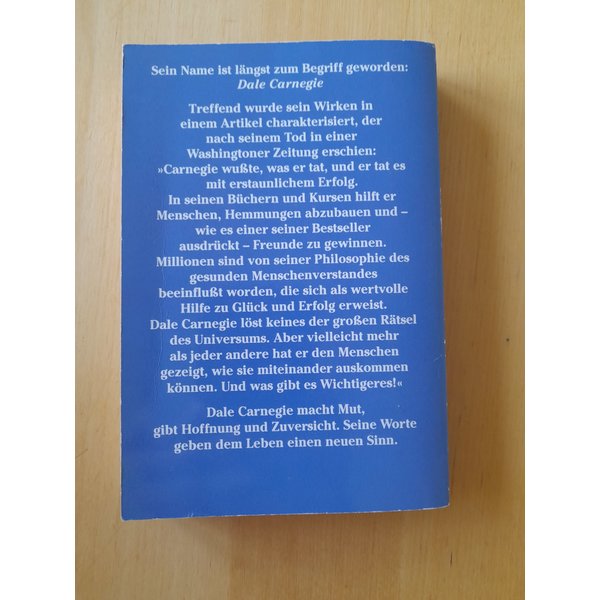 Sein Name ist längst zum Begriff geworden:
Dale Carnegie
Treffend wurde sein Wirken in
einem Artikel charakterisiert, der
nach seinem Tod in einer
Washingtoner Zeitung erschien:
»Carnegie wußte, was er tat, und er tat es
mit erstaunlichem Erfolg.
In seinen Büchern und Kursen hilft er
Menschen, Hemmungen abzubauen und –
wie es einer seiner Bestseller
ausdrückt – Freunde zu gewinnen.
Millionen sind von seiner Philosophie des
gesunden Menschenverstandes
beeinflußt worden, die sich als wertvolle
Hilfe zu Glück und Erfolg erweist.
Dale Carnegie löst keines der großen Rätsel
des Universums. Aber vielleicht mehr
als jeder andere hat er den Menschen
gezeigt, wie sie miteinander auskommen
können. Und was gibt es Wichtigeres!«
Dale Carnegie macht Mut,
gibt Hoffnung und Zuversicht. Seine Worte
geben dem Leben einen neuen Sinn.